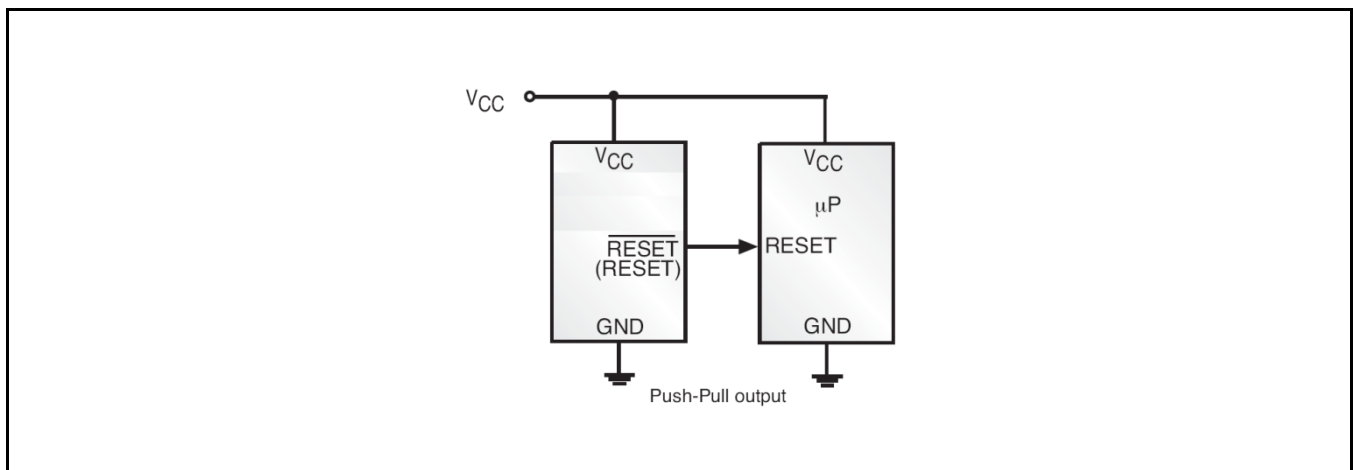 VCC
VCC
VCC
μP
RESET
(RESET)
RESET
GND
GND
Push-Pull output